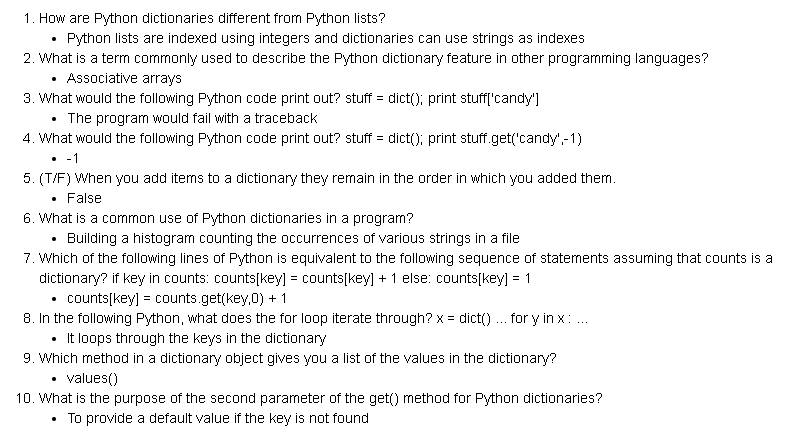 1. How are Python dictionaries different from Python lists?
• Python lists are indexed using integers and dictionaries can use strings as indexes
2. What is a term commonly used to describe the Python dictionary feature in other programming languages?
• Associative arrays
3. What would the following Python code print out? stuff = dict(); print stuff['candy']
• The program would fail with a traceback
4. What would the following Python code print out? stuff = dict(); print stuff.get('candy',-1)
• -1
5. (T/F) When you add items to a dictionary they remain in the order in which you added them.
• False
6. What is a common use of Python dictionaries in a program?
• Building a histogram counting the occurrences of various strings in a file
7. Which of the following lines of Python is equivalent to the following sequence of statements assuming that counts is a
dictionary? if key in counts: counts[key] = counts[key] + 1 else: counts[key] = 1
• counts[key] = counts.get(key,0) + 1
8. In the following Python, what does the for loop iterate through? x = dict() ... for y in x : ...
• It loops through the keys in the dictionary
9. Which method in a dictionary object gives you a list of the values in the dictionary?
• values()
10. What is the purpose of the second parameter of the get() method for Python dictionaries?
• To provide a default value if the key is not found